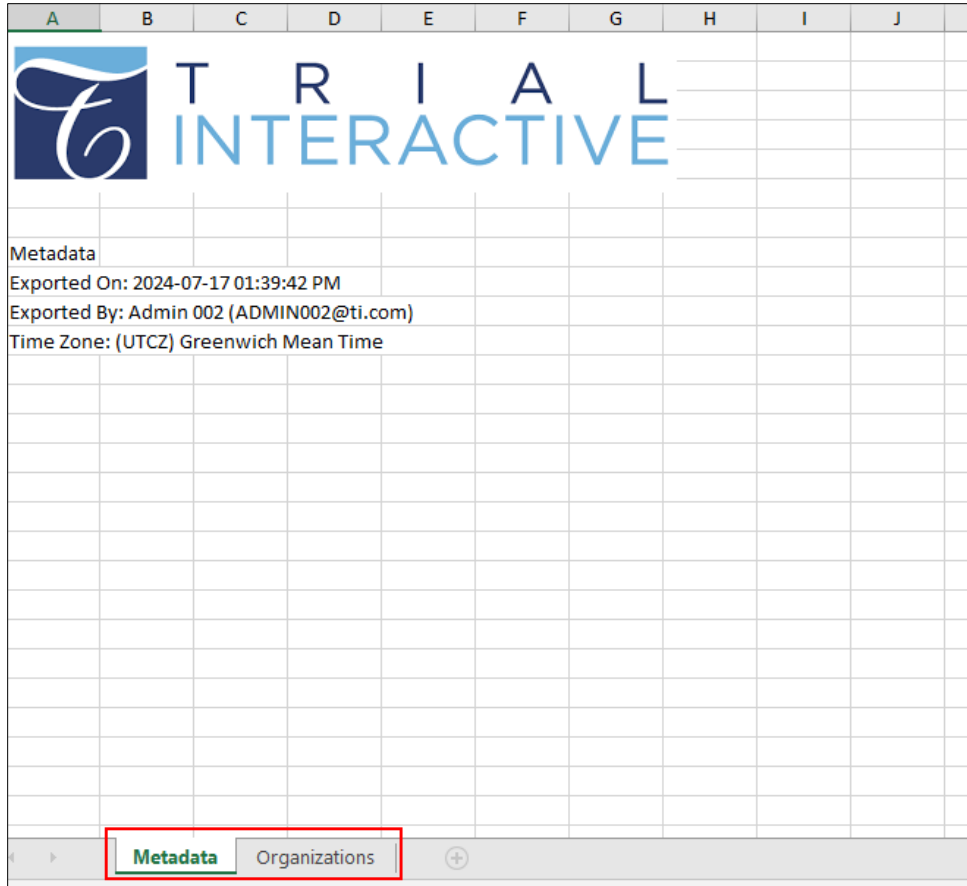 A B C D E F G H I J
T R I A L
INTERACTIVE
Metadata
Exported On: 2024-07-17 01:39:42 PM
Exported By: Admin 002 (ADMIN002@ti.com)
Time Zone: (UTCZ) Greenwich Mean Time
Metadata Organizations